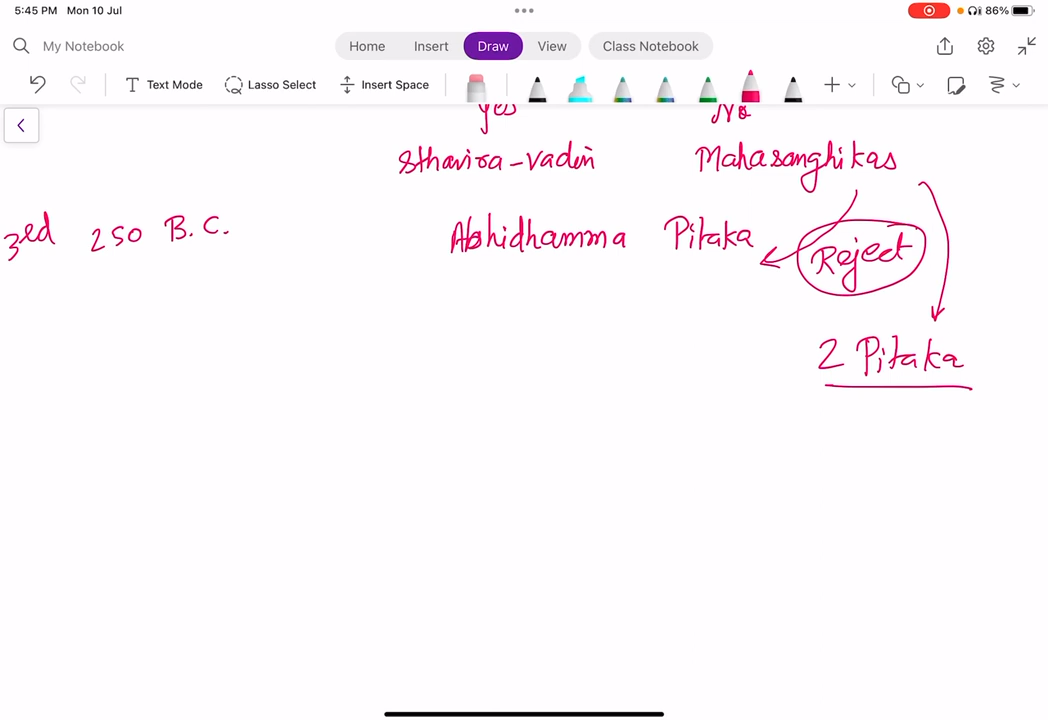 5:45 PM Mon 10 Jul
86%
My Notebook
Home Insert Draw View Class Notebook
Text Mode Lasso Select Insert Space
Yes No
Sthavira-vadin Mahasanghikas
3rd 250 B.C. Abhidhamma Pitaka Reject
2 Pitaka